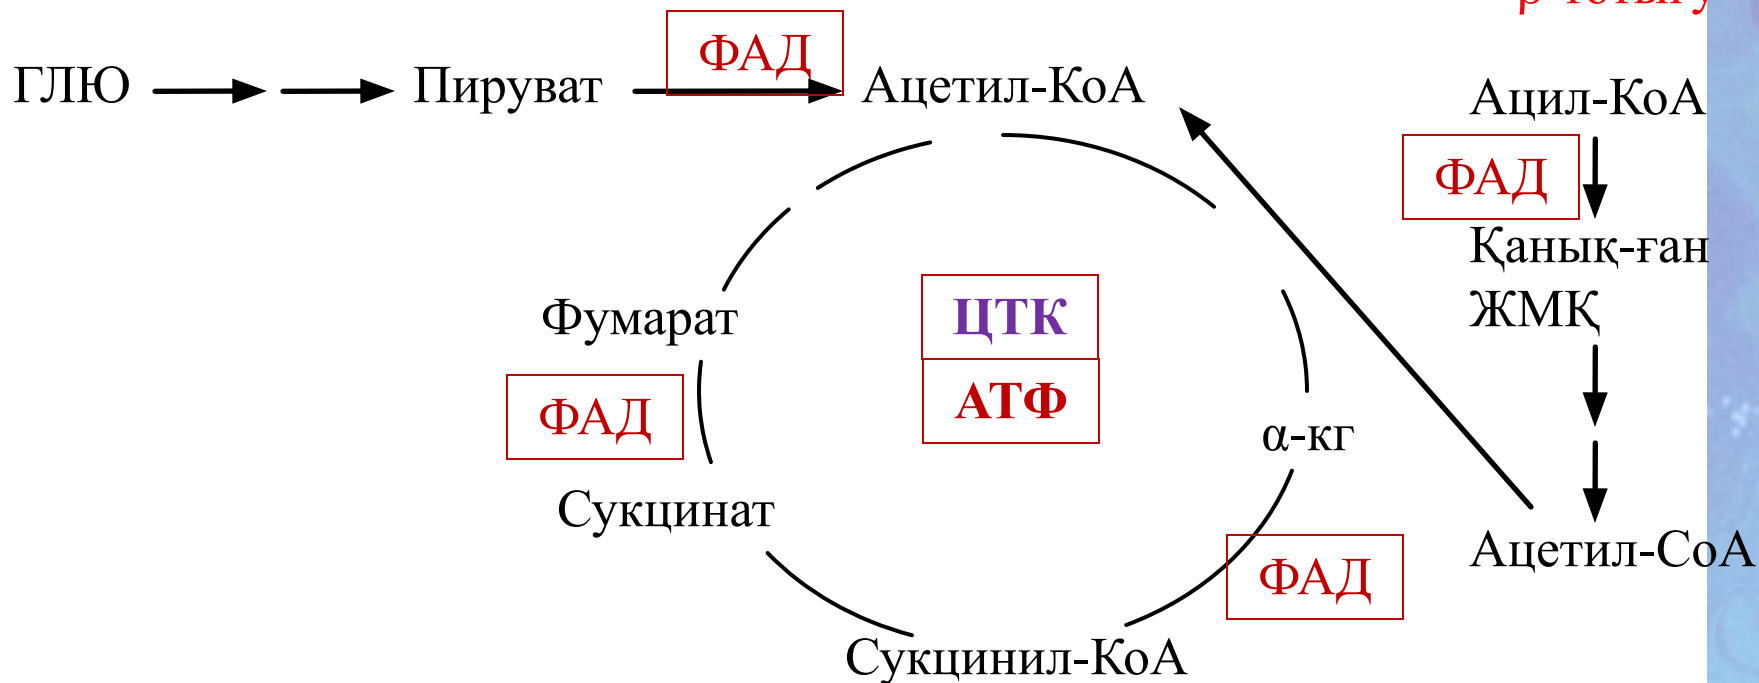 ФАД
ГЛЮ Пируват Ацетил-КоА
Ацил-КоА
ФАД
Қанық-ған
ЖМҚ
Фумарат
ЦТК
АТФ
ФАД
α-кг
Сукцинат
ФАД
Ацетил-СоА
Сукцинил-КоА